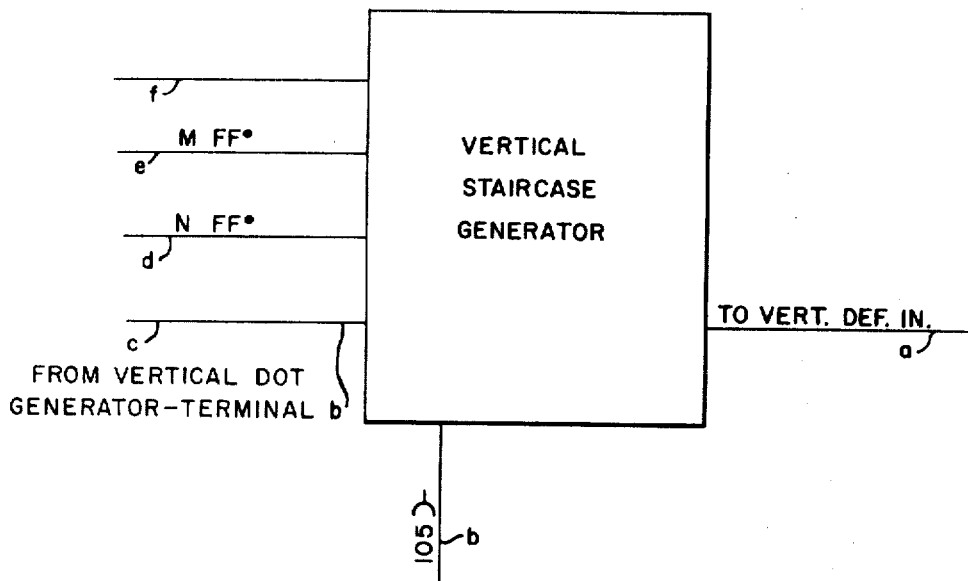 f
M FF•
e
N FF•
d
c
FROM VERTICAL DOT
GENERATOR-TERMINAL b
VERTICAL
STAIRCASE
GENERATOR
TO VERT. DEF. IN.
a
105
b